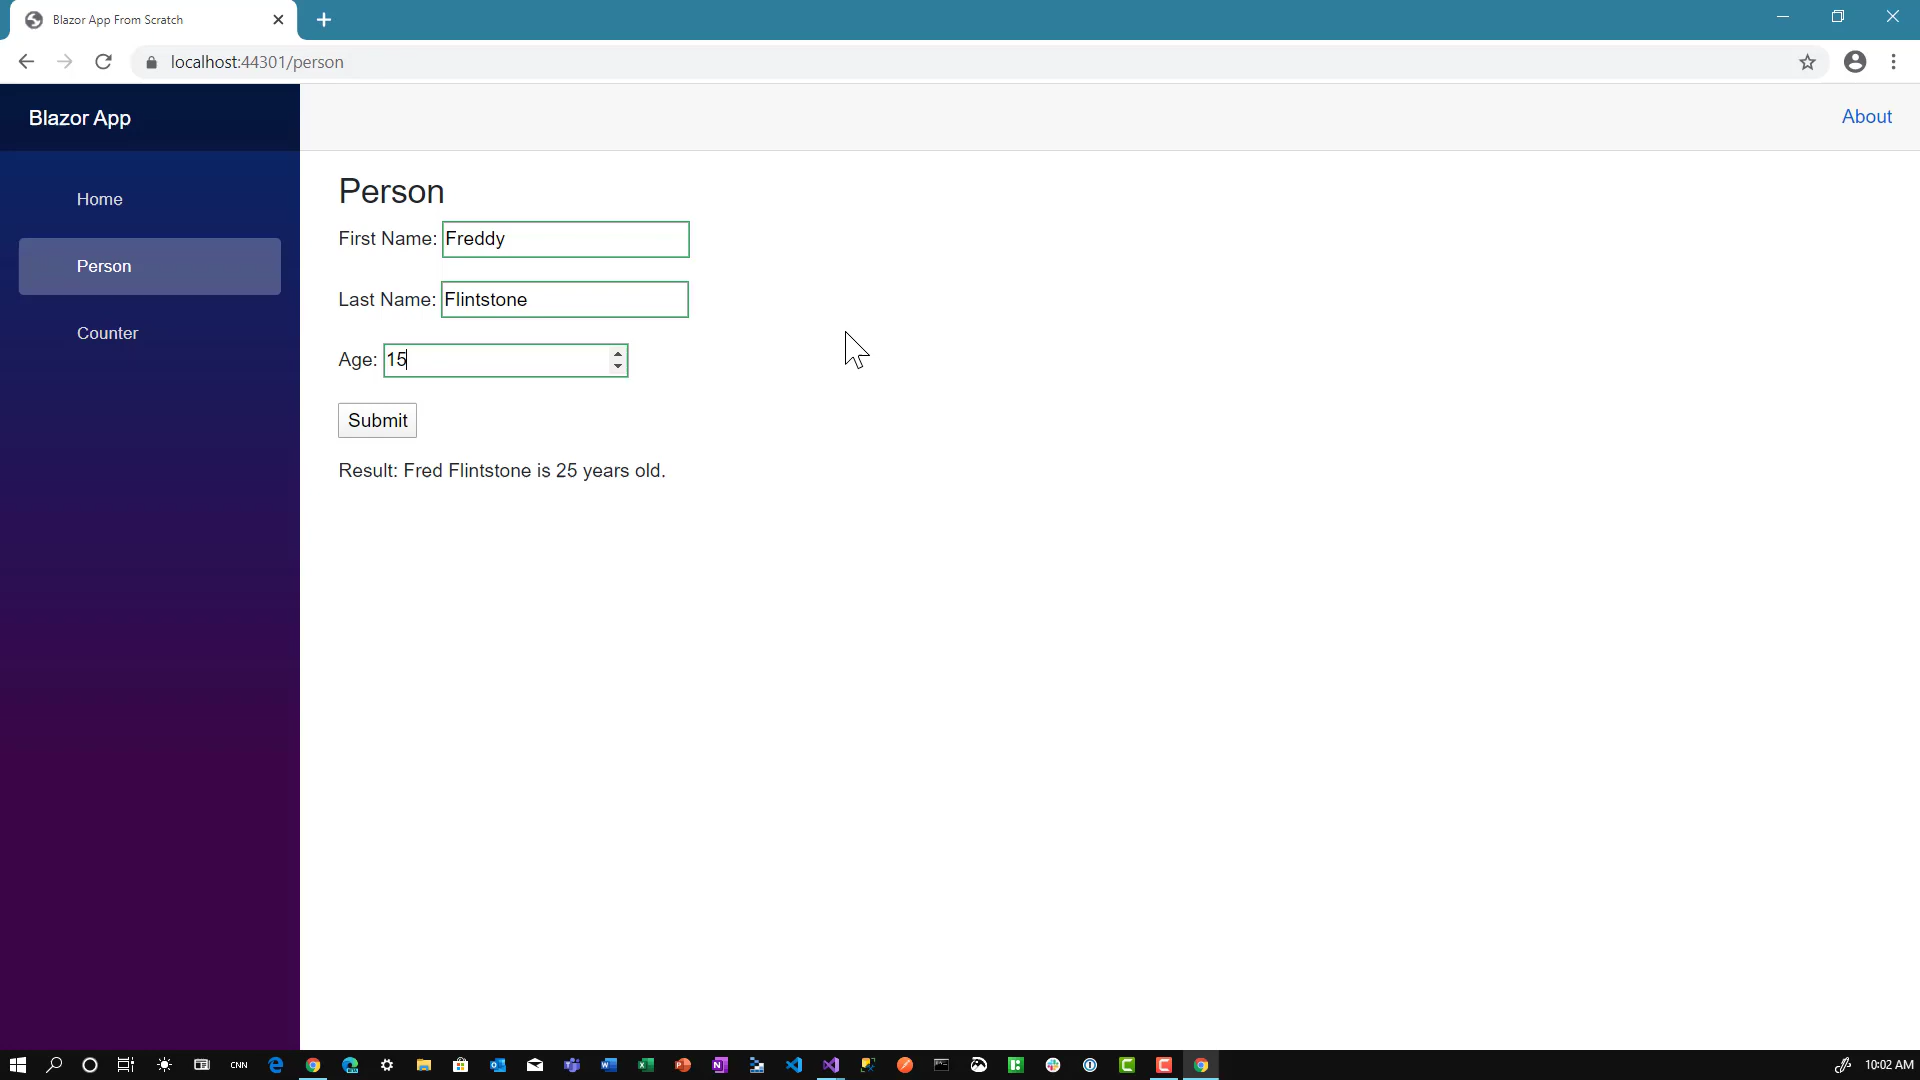 Blazor App From Scratch
localhost:44301/person
Blazor App
About
Home
Person
Counter
Person
First Name: Freddy
Last Name: Flintstone
Age: 15
Submit
Result: Fred Flintstone is 25 years old.
CNN
10:02 AM